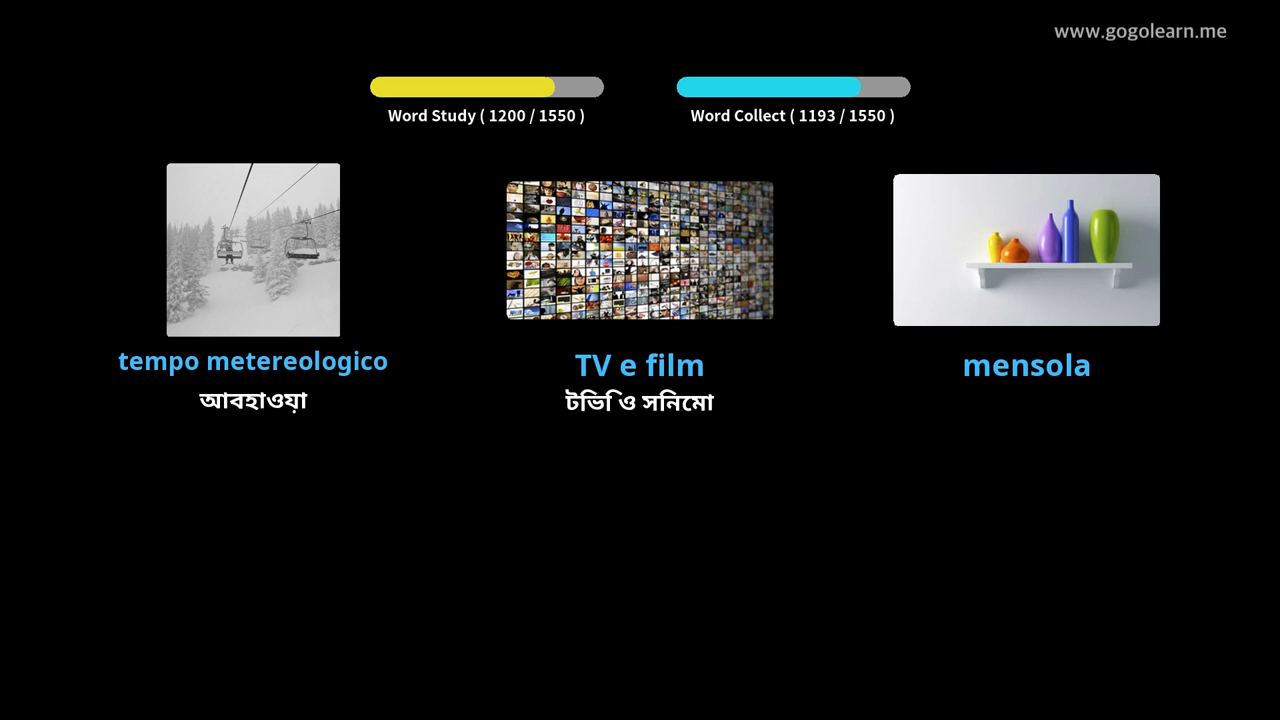 www.gogolearn.me
Word Study ( 1200 / 1550 )
Word Collect ( 1193 / 1550 )
tempo metereologico
আবহাওয়া
TV e film
টিভি ও সিনেমা
mensola